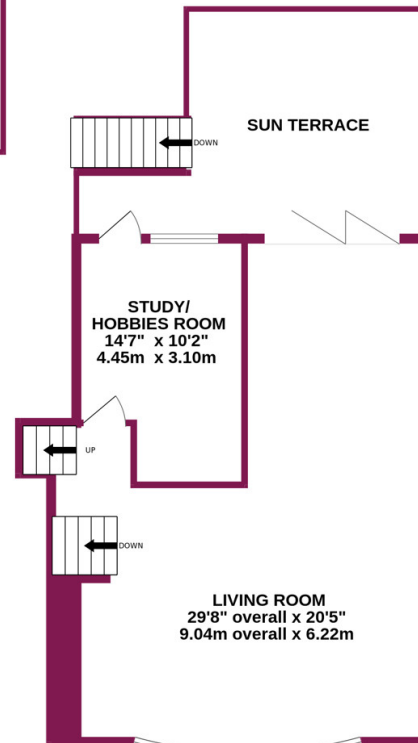 SUN TERRACE
DOWN
STUDY/
HOBBIES ROOM
14'7" x 10'2"
4.45m x 3.10m
UP
DOWN
LIVING ROOM
29'8" overall x 20'5"
9.04m overall x 6.22m